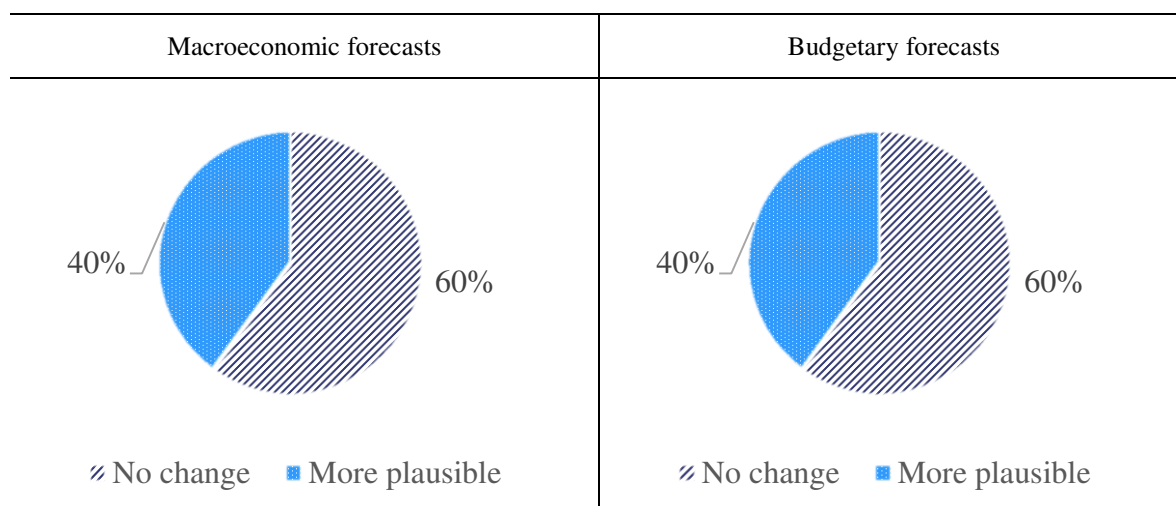 Macroeconomic forecasts
Budgetary forecasts
40%
60%
40%
60%
No change More plausible
No change More plausible